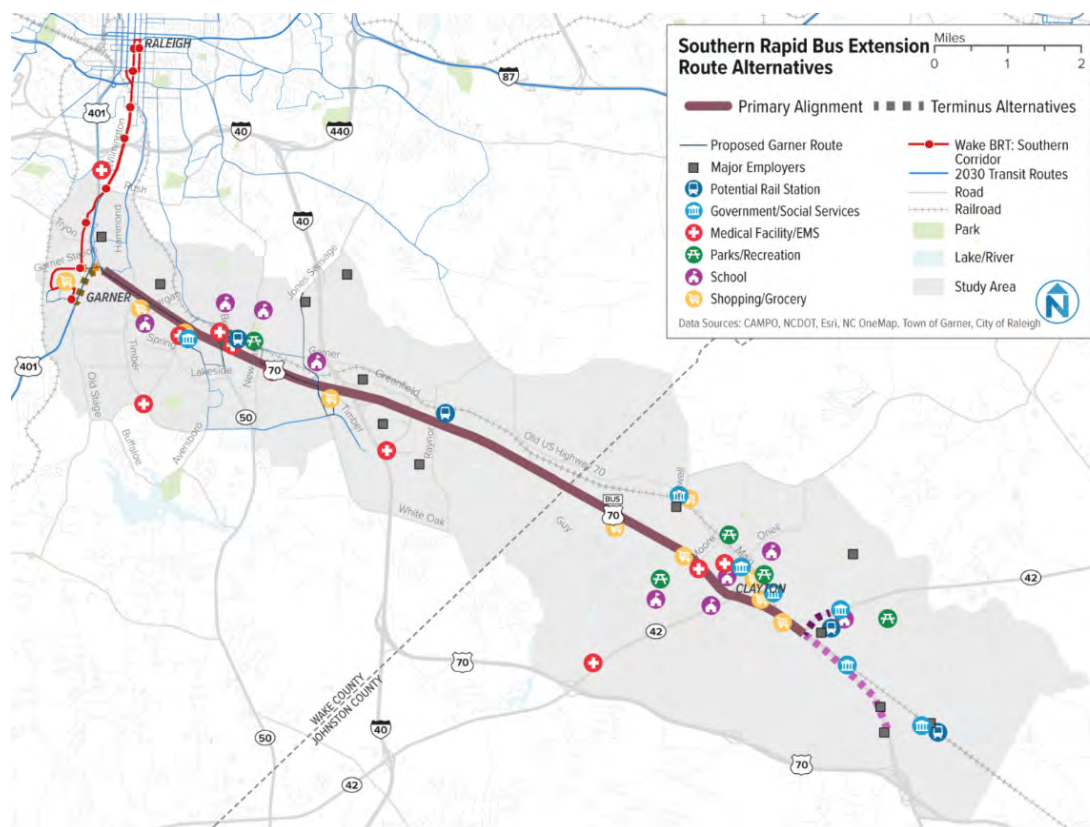 Southern Rapid Bus Extension
Route Alternatives
Miles
0 1 2
Primary Alignment
Terminus Alternatives
Proposed Garner Route
Major Employers
Potential Rail Station
Government/Social Services
Medical Facility/EMS
Parks/Recreation
School
Shopping/Grocery
Wake BRT: Southern
Corridor
2030 Transit Routes
Road
Railroad
Park
Lake/River
Study Area
N
Data Sources: CAMPO, NCDOT, Esri, NC OneMap, Town of Garner, City of Raleigh
RALEIGH
87
401
40
440
Wilmington
Rush
40
Hammond
Tryon
Garner Station
Jones Sausage
GARNER
Spring
Garner
401
Timber
Lakeside
New
70
Greenfield
Old Stage
50
Timber
Buffaloe
Aversboro
Raynor
Old US Highway 70
White Oak
BUS
70
Guy
Moore
Main
Oneil
CLAYTON
42
42
70
WAKE COUNTY
JOHNSTON COUNTY
40
50
70
42